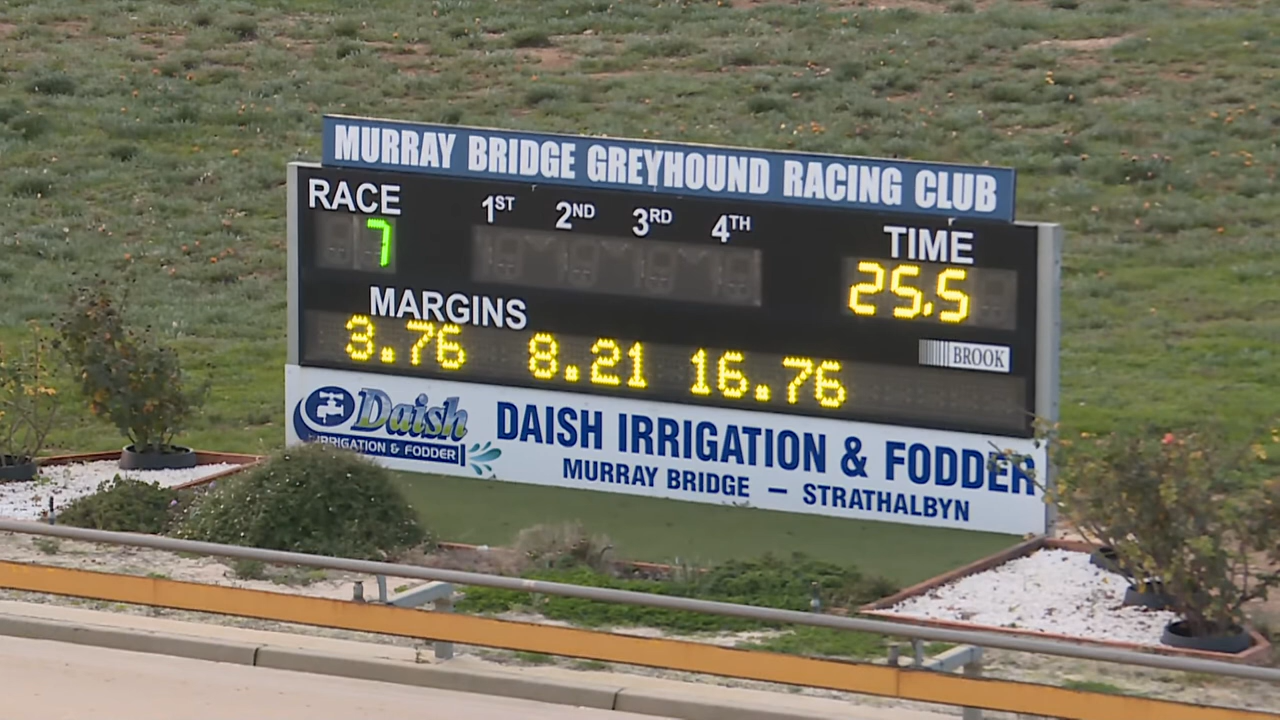 MURRAY BRIDGE GREYHOUND RACING CLUB
RACE 1ST 2ND 3RD 4TH TIME
7 25.5
MARGINS
3.76 8.21 16.76
BROOK
Daish
IRRIGATION & FODDER
DAISH IRRIGATION & FODDER
MURRAY BRIDGE – STRATHALBYN